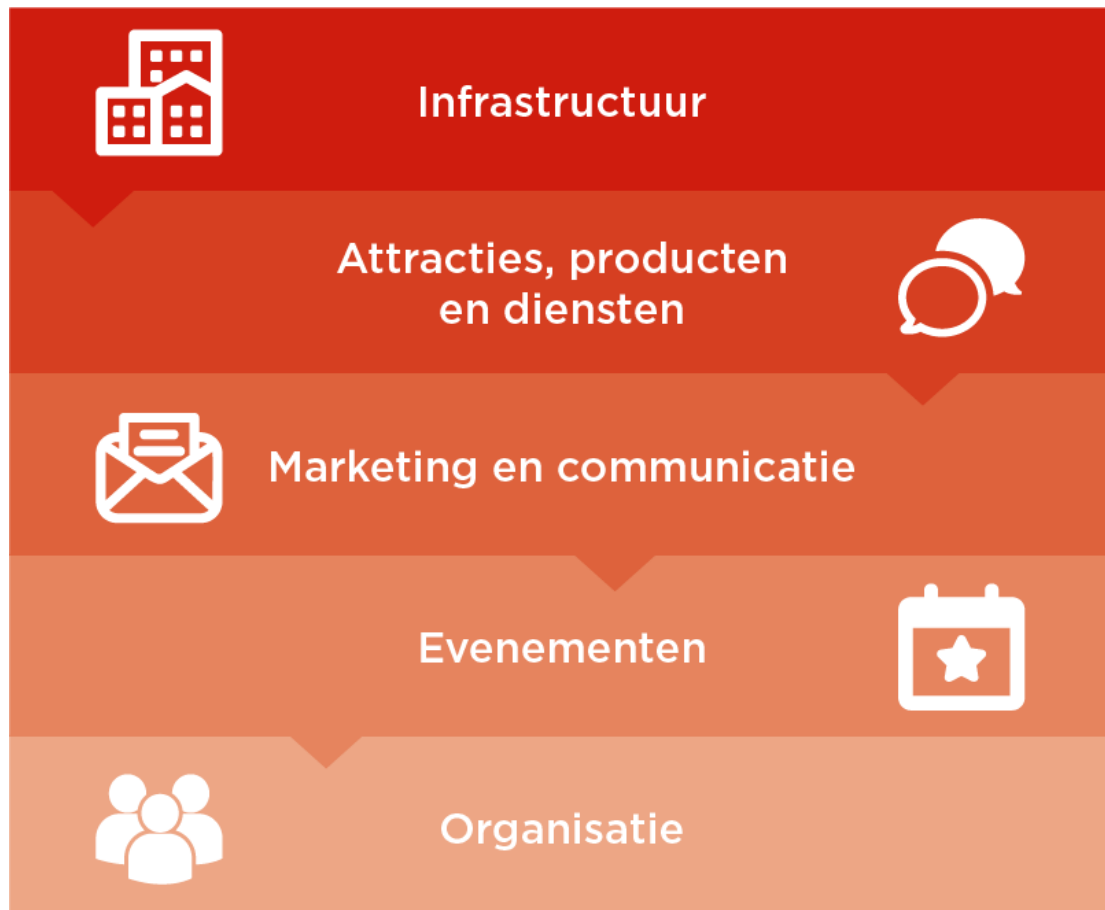 Infrastructuur
Attracties, producten
en diensten
Marketing en communicatie
Evenementen
Organisatie